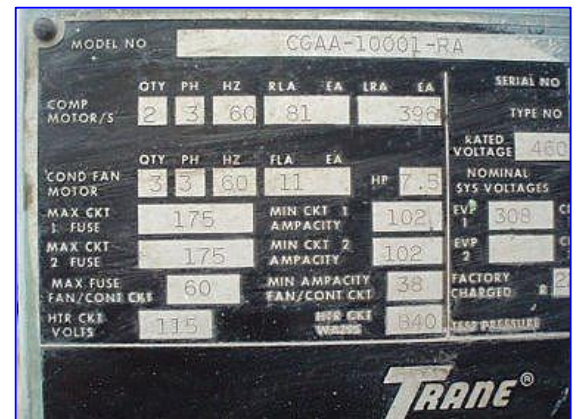 MODEL NO CGAA-10001-RA
SERIAL NO
QTY PH HZ RLA EA LRA EA
COMP MOTOR/S 2 3 60 81 396
TYPE NO
RATED VOLTAGE 460
QTY PH HZ FLA EA
COND FAN MOTOR 3 3 60 11 HP 7.5
NOMINAL SYS VOLTAGES
MAX CKT 1 FUSE 175 MIN CKT 1 AMPACITY 102 EVP 1 308
MAX CKT 2 FUSE 175 MIN CKT 2 AMPACITY 102 EVP 2
MAX FUSE FAN/CONT CKT 60 MIN AMPACITY FAN/CONT CKT 38 FACTORY CHARGED
HTR CKT VOLTS 115 HTR CKT WATTS 840 TEST PRESSURE
TRANE®